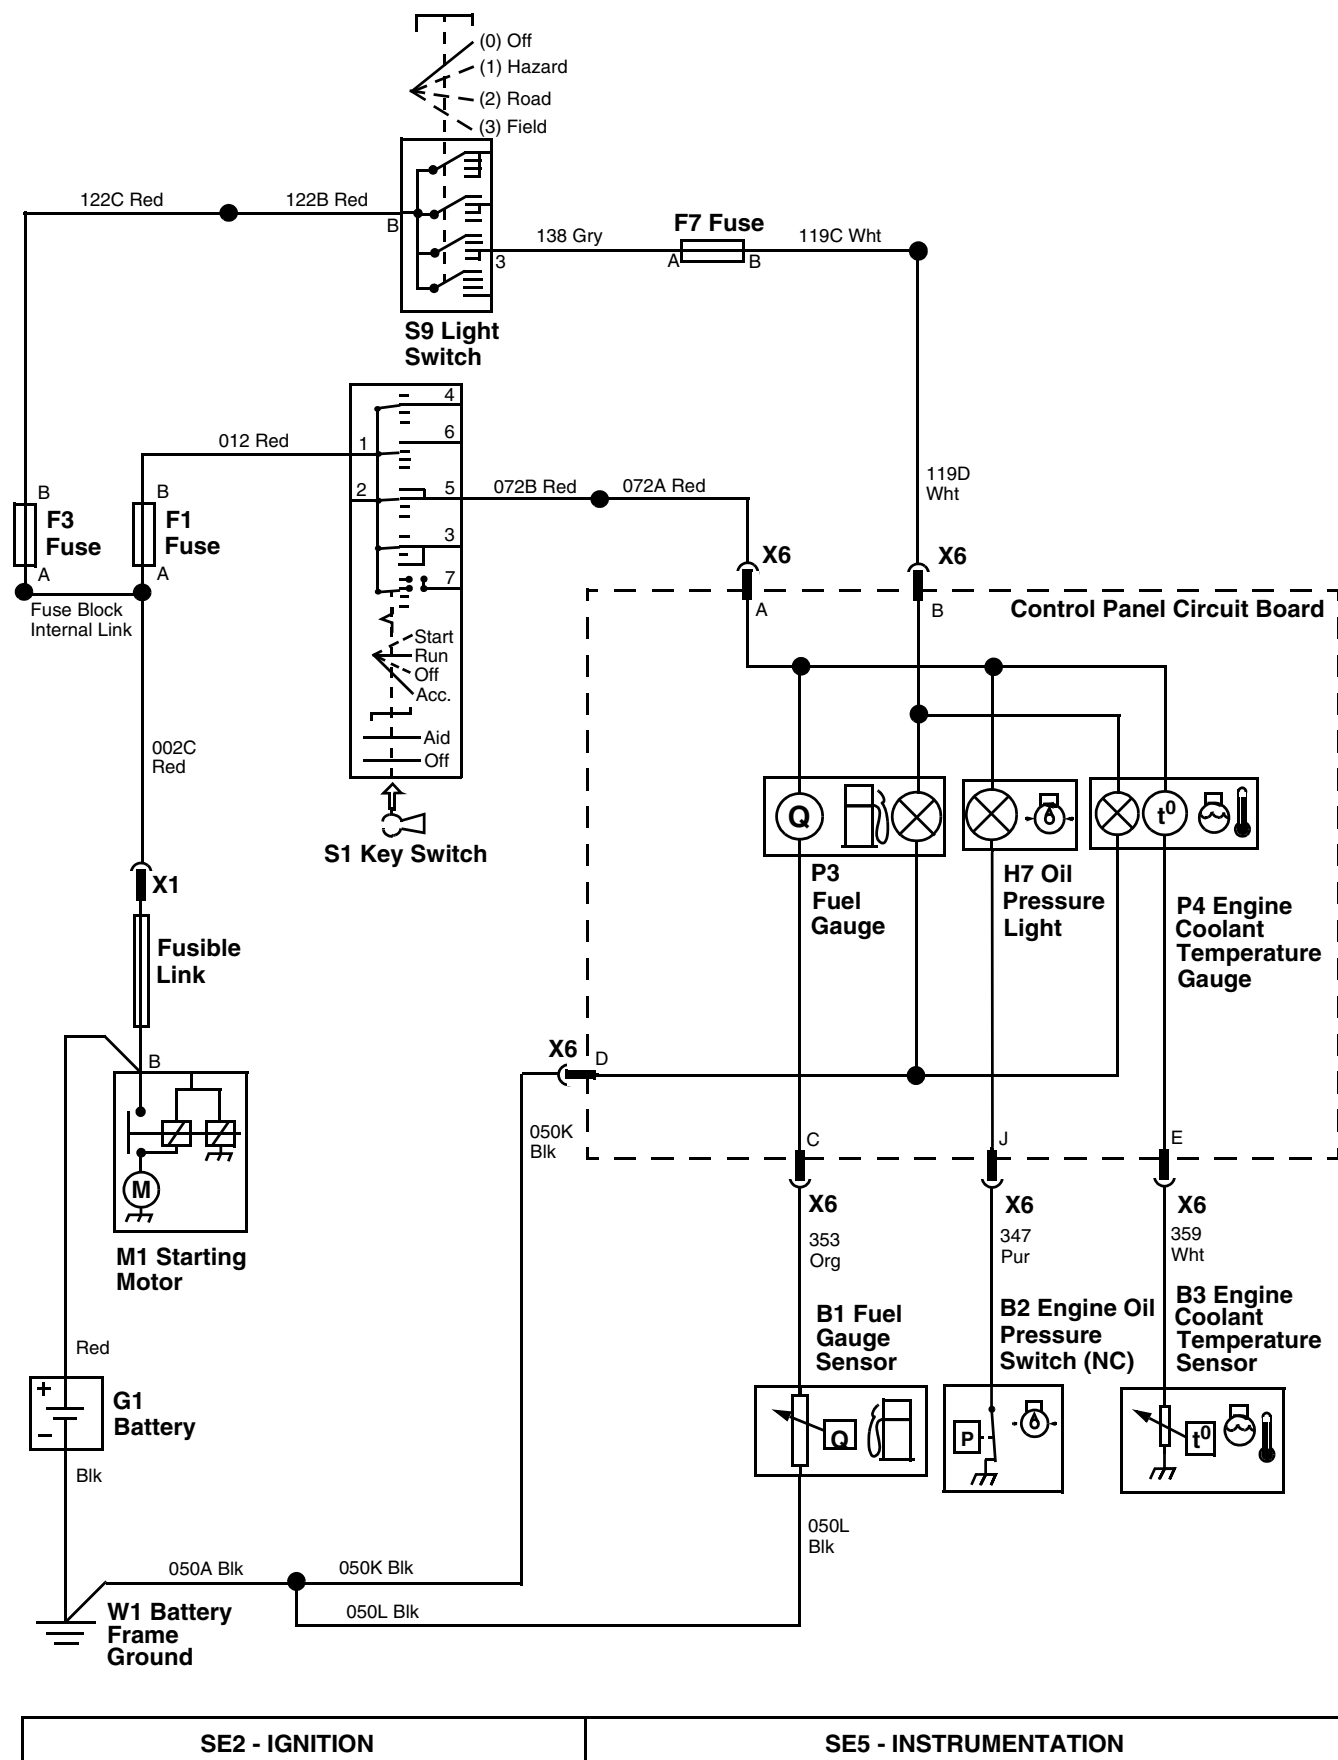 (0) Off
(1) Hazard
(2) Road
(3) Field
122C Red
122B Red
B
3
138 Gry
F7 Fuse
A
B
119C Wht
S9 Light
Switch
012 Red
1
2
4
6
5
3
7
072B Red
072A Red
119D
Wht
B
F3
Fuse
A
B
F1
Fuse
A
Fuse Block
Internal Link
Start
Run
Off
Acc.
Aid
Off
S1 Key Switch
X6
A
X6
B
Control Panel Circuit Board
002C
Red
X1
Fusible
Link
Q
t⁰
P3
Fuel
Gauge
H7 Oil
Pressure
Light
P4 Engine
Coolant
Temperature
Gauge
X6
D
B
M
M1 Starting
Motor
050K
Blk
C
J
E
X6
X6
X6
353
Org
347
Pur
359
Wht
B1 Fuel
Gauge
Sensor
B2 Engine Oil
Pressure
Switch (NC)
B3 Engine
Coolant
Temperature
Sensor
Q
P
t⁰
Red
+
−
G1
Battery
Blk
050L
Blk
050A Blk
050K Blk
050L Blk
W1 Battery
Frame
Ground
SE2 - IGNITION
SE5 - INSTRUMENTATION